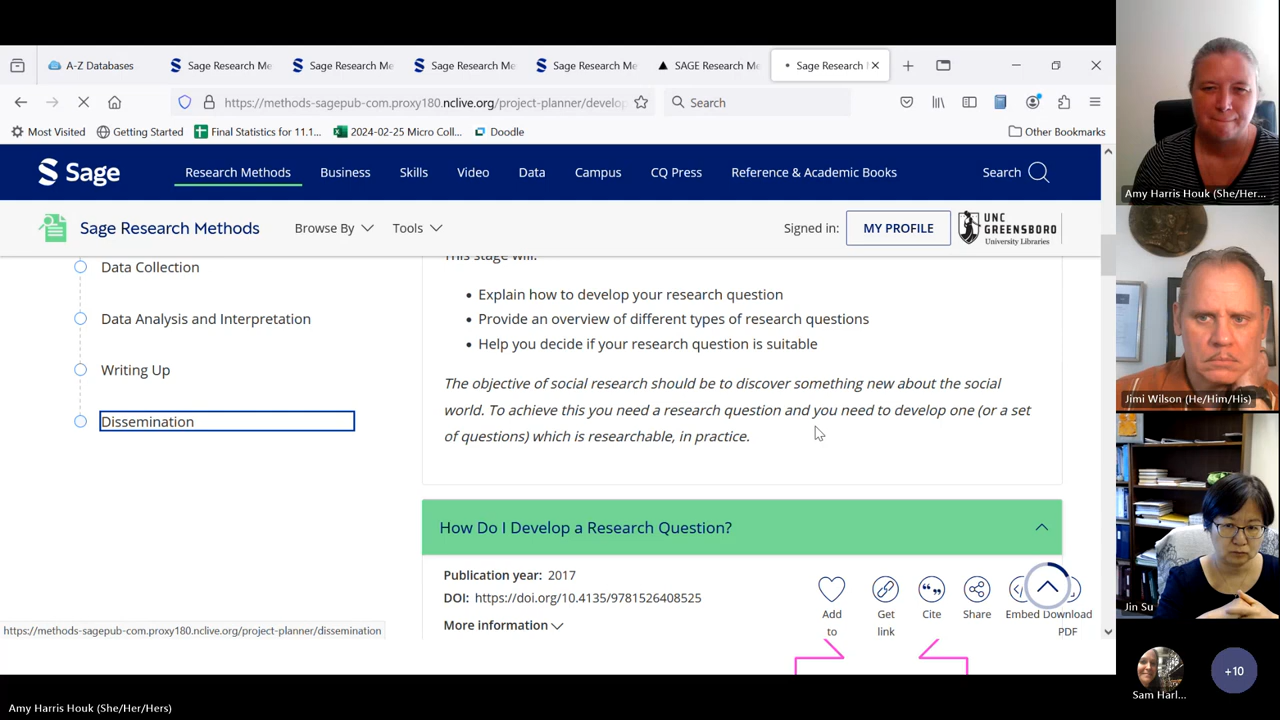 A-Z Databases
Sage Research Me
Sage Research Me
Sage Research Me
Sage Research Me
SAGE Research Me
Sage Research
https://methods-sagepub-com.proxy180.nclive.org/project-planner/develo
Search
Most Visited
Getting Started
Final Statistics for 11.1...
2024-02-25 Micro Coll...
Doodle
Other Bookmarks
Sage
Research Methods
Business
Skills
Video
Data
Campus
CQ Press
Reference & Academic Books
Search
Sage Research Methods
Browse By
Tools
Signed in:
MY PROFILE
UNC
GREENSBORO
University Libraries
Data Collection
Data Analysis and Interpretation
Writing Up
Dissemination
This stage will:
• Explain how to develop your research question
• Provide an overview of different types of research questions
• Help you decide if your research question is suitable
The objective of social research should be to discover something new about the social
world. To achieve this you need a research question and you need to develop one (or a set
of questions) which is researchable, in practice.
How Do I Develop a Research Question?
Publication year: 2017
DOI: https://doi.org/10.4135/9781526408525
More information
Add
to
Get
link
Cite
Share
Embed
Download
PDF
https://methods-sagepub-com.proxy180.nclive.org/project-planner/dissemination
Amy Harris Houk (She/Her/Hers)
Amy Harris Houk (She/Her...
Jimi Wilson (He/Him/His)
Jin Su
Sam Harl...
+10